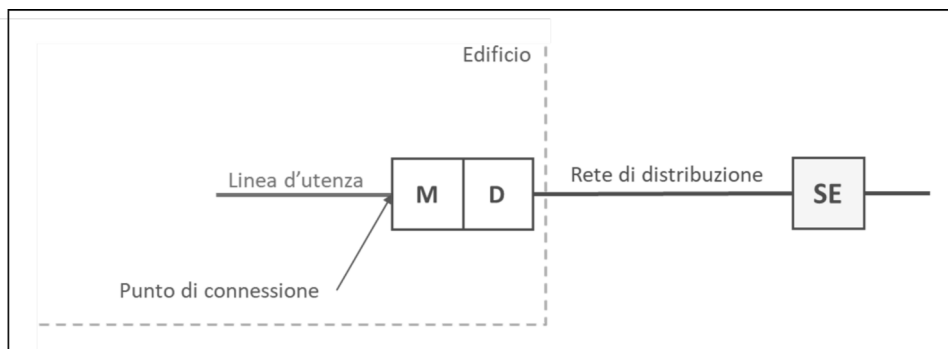 Edificio
Linea d'utenza
M
D
Rete di distribuzione
SE
Punto di connessione